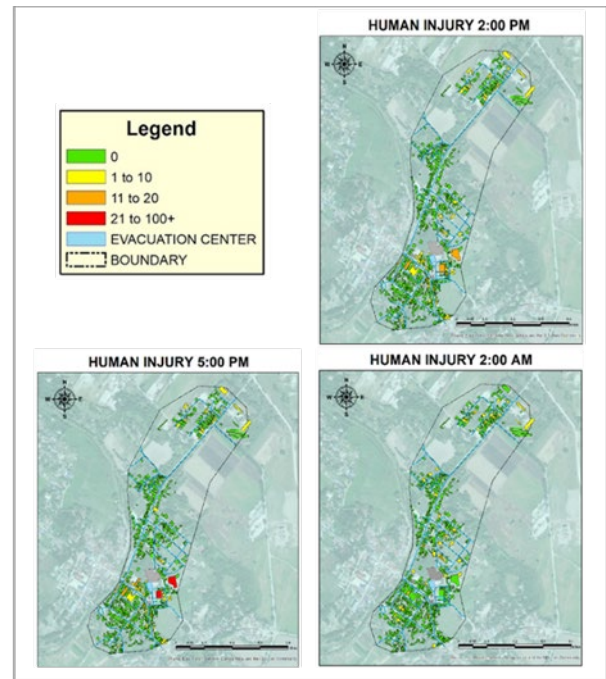 HUMAN INJURY 2:00 PM
N
W E
S
Legend
0
1 to 10
11 to 20
21 to 100+
EVACUATION CENTER
BOUNDARY
HUMAN INJURY 5:00 PM
HUMAN INJURY 2:00 AM
N
W E
S
N
W E
S